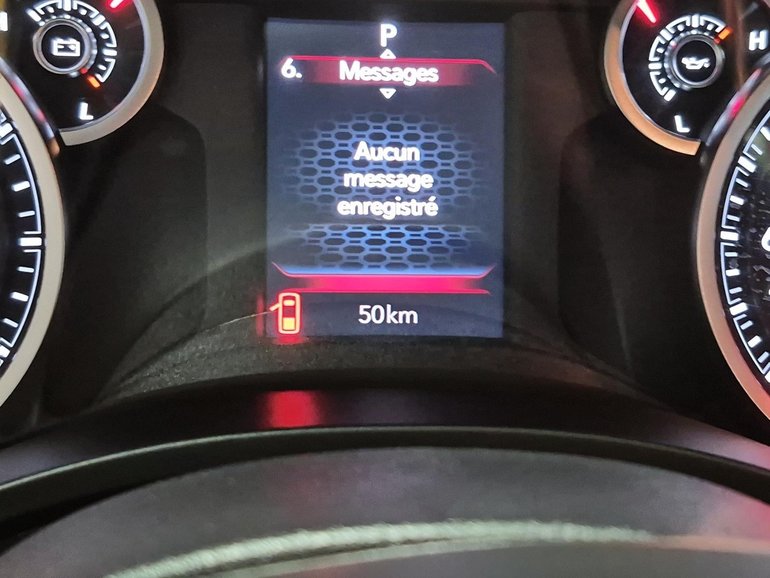 P
6. Messages
Aucun
message
enregistré
50km
L
H
L